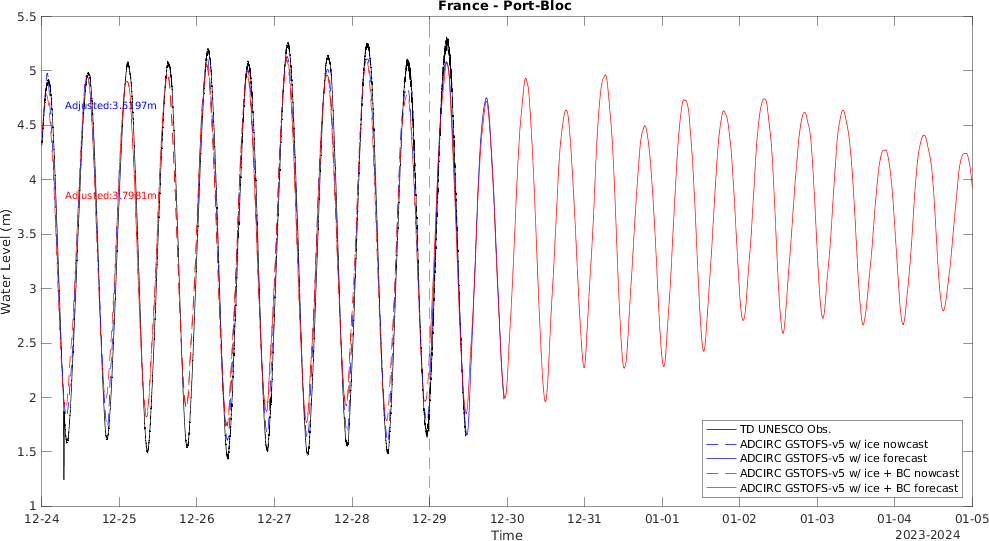 France - Port-Bloc
5.5
5
4.5
4
3.5
3
2.5
2
1.5
1
Water Level (m)
Adjusted:3.5197m
Adjusted:3.7981m
TD UNESCO Obs.
ADCIRC GSTOFS-v5 w/ ice nowcast
ADCIRC GSTOFS-v5 w/ ice forecast
ADCIRC GSTOFS-v5 w/ ice + BC nowcast
ADCIRC GSTOFS-v5 w/ ice + BC forecast
12-24 12-25 12-26 12-27 12-28 12-29 12-30 12-31 01-01 01-02 01-03 01-04 01-05
Time
2023-2024